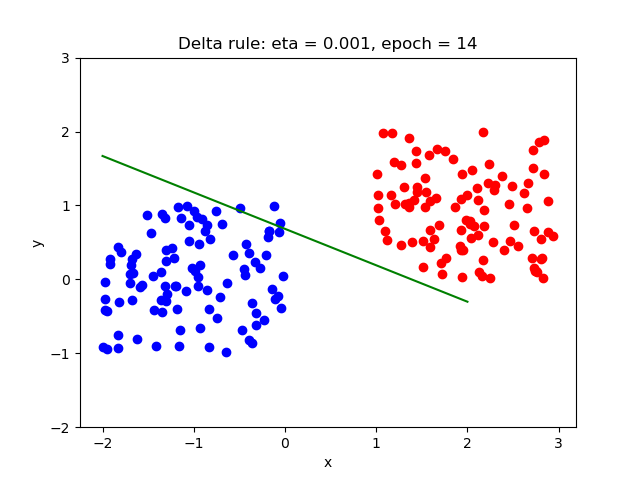 Delta rule: eta = 0.001, epoch = 14
3
2
1
0
−1
−2
y
−2 −1 0 1 2 3
x